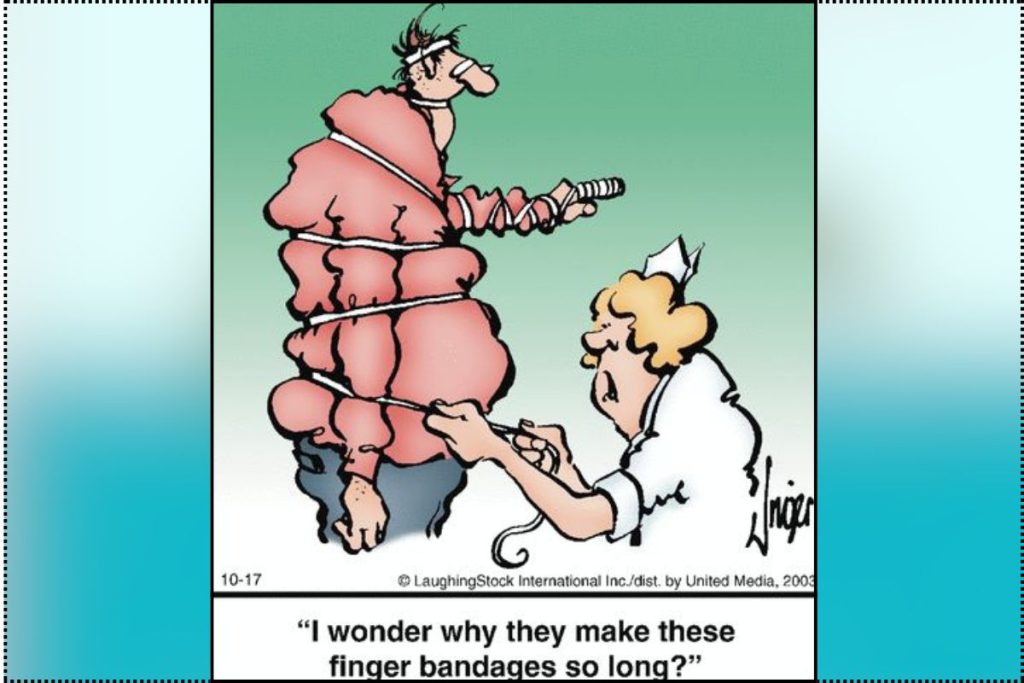 Unger
10-17
© LaughingStock International Inc./dist. by United Media, 2003
“I wonder why they make these
finger bandages so long?”